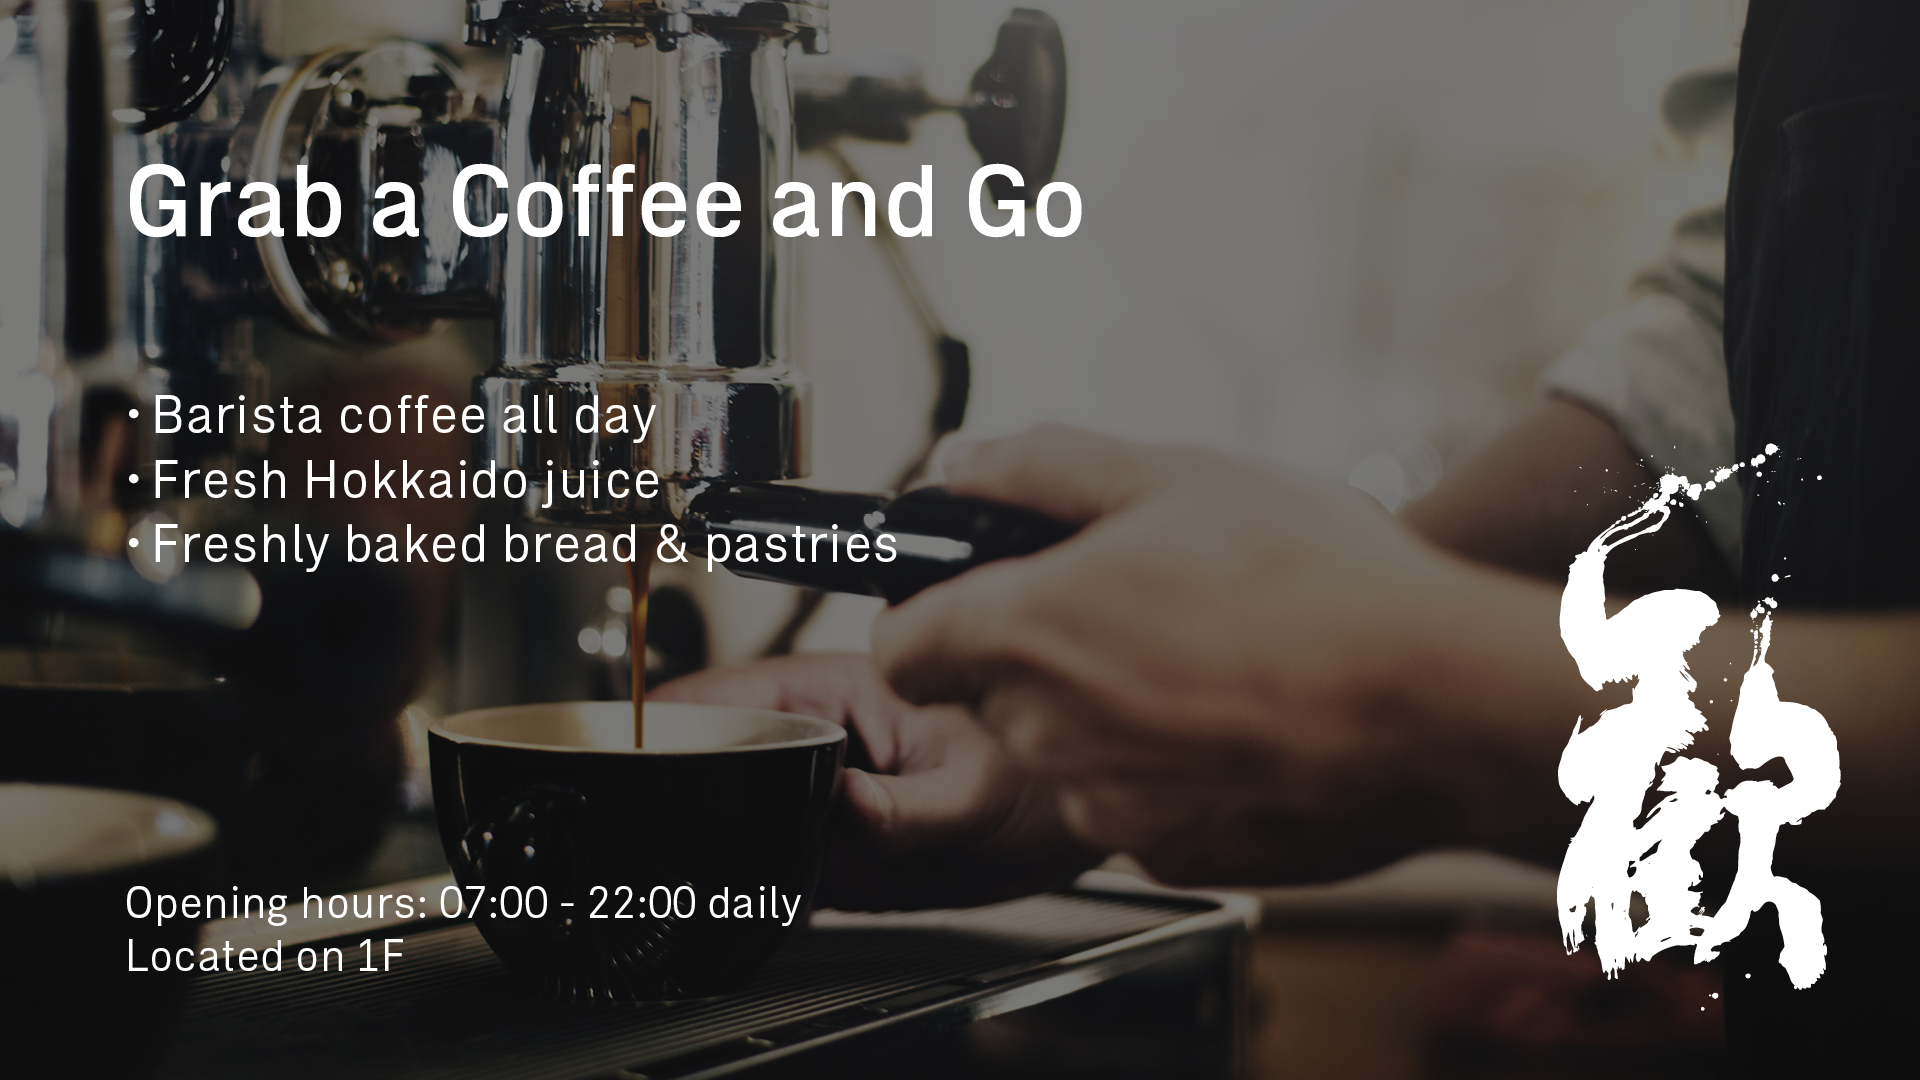 Grab a Coffee and Go
• Barista coffee all day
• Fresh Hokkaido juice
• Freshly baked bread & pastries
Opening hours: 07:00 - 22:00 daily
Located on 1F
歓